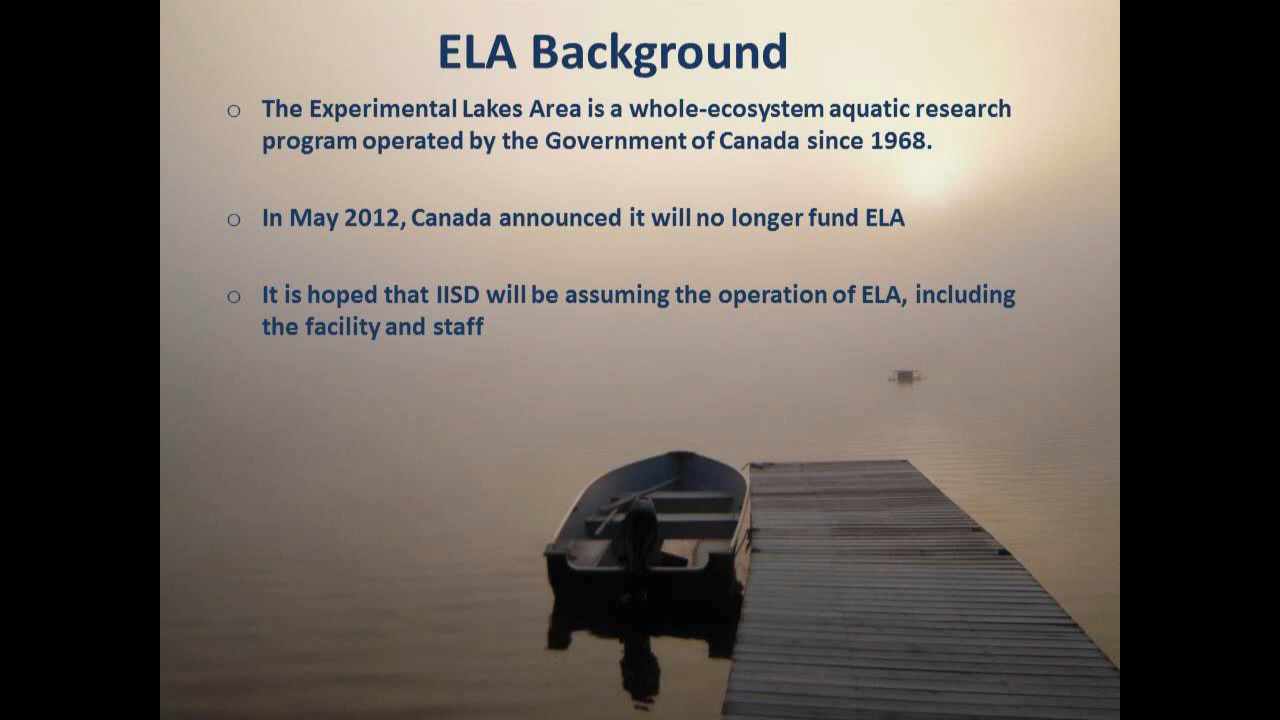 ELA Background
o The Experimental Lakes Area is a whole-ecosystem aquatic research
program operated by the Government of Canada since 1968.
o In May 2012, Canada announced it will no longer fund ELA
o It is hoped that IISD will be assuming the operation of ELA, including
the facility and staff